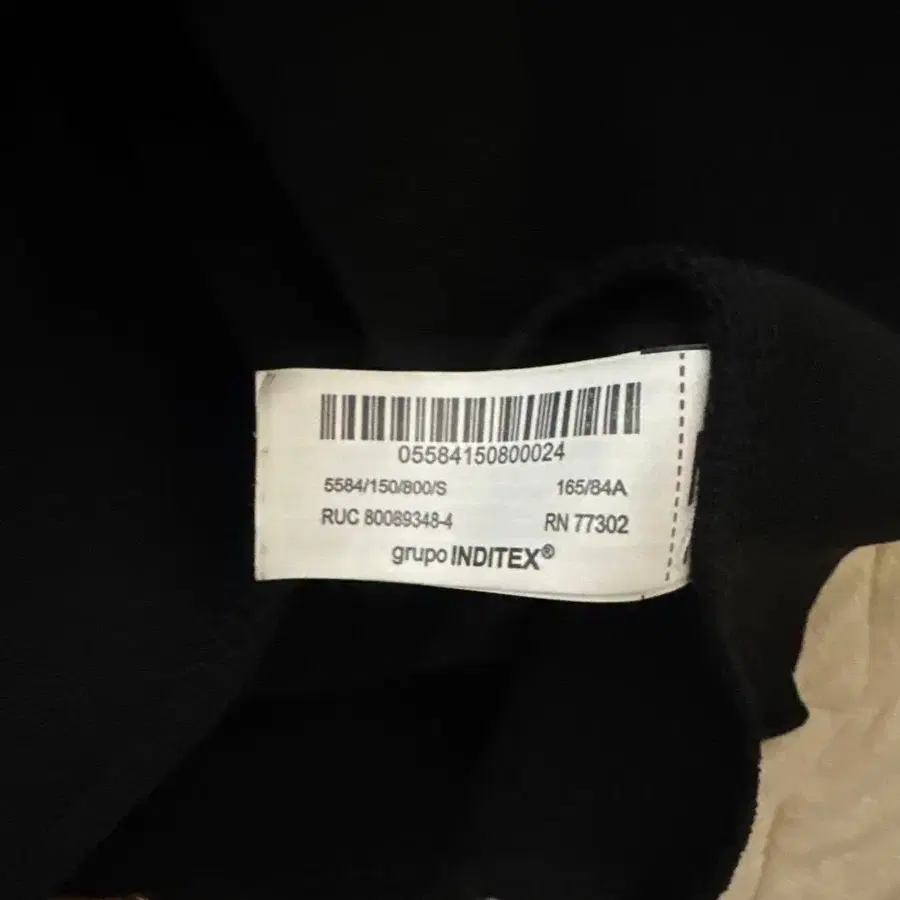 05584150800024
5584/150/800/S 165/84A
RUC 80089348-4 RN 77302
grupo INDITEX®